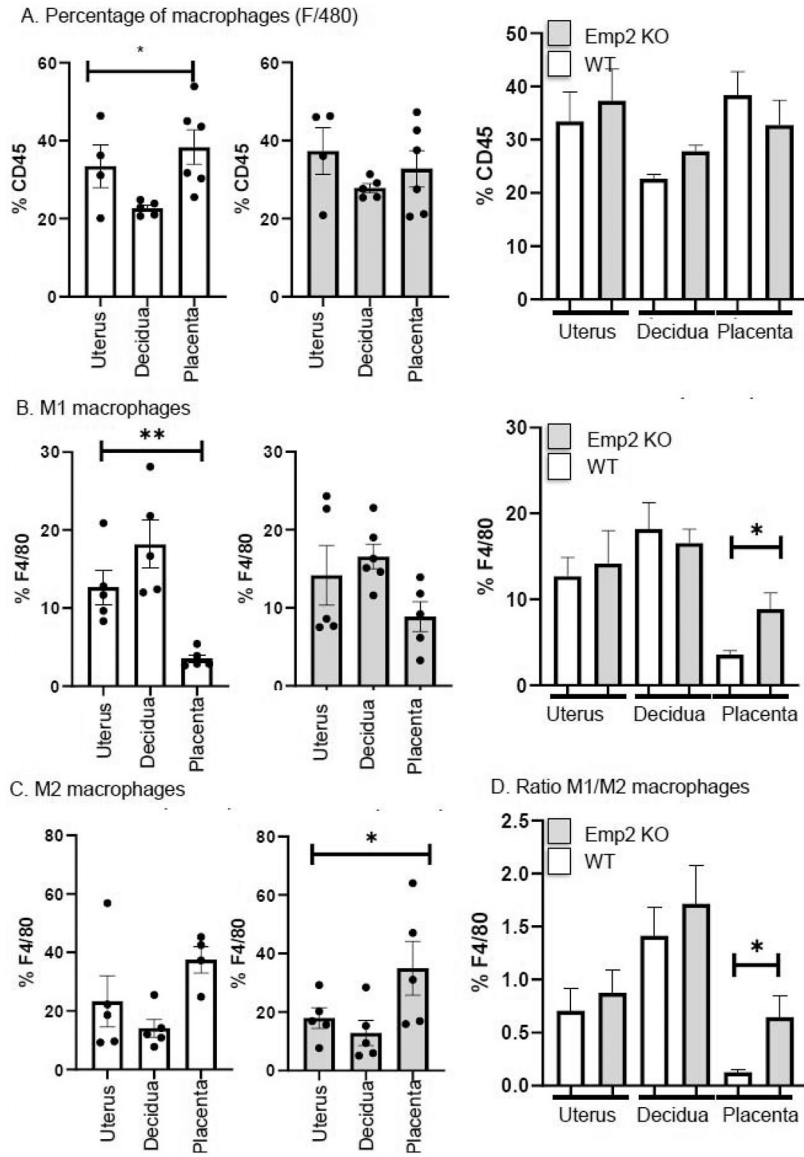 A. Percentage of macrophages (F/480)
*
60
40
20
0
% CD45
Uterus
Decidua
Placenta
60
40
20
0
% CD45
Uterus
Decidua
Placenta
Emp2 KO
WT
50
40
30
20
10
0
% CD45
Uterus
Decidua
Placenta
B. M1 macrophages
**
30
20
10
0
% F4/80
Uterus
Decidua
Placenta
30
20
10
0
% F4/80
Uterus
Decidua
Placenta
Emp2 KO
WT
*
30
20
10
0
% F4/80
Uterus
Decidua
Placenta
C. M2 macrophages
80
60
40
20
0
% F4/80
Uterus
Decidua
Placenta
*
80
60
40
20
0
% F4/80
Uterus
Decidua
Placenta
D. Ratio M1/M2 macrophages
Emp2 KO
WT
*
2.5
2.0
1.5
1.0
0.5
0.0
% F4/80
Uterus
Decidua
Placenta